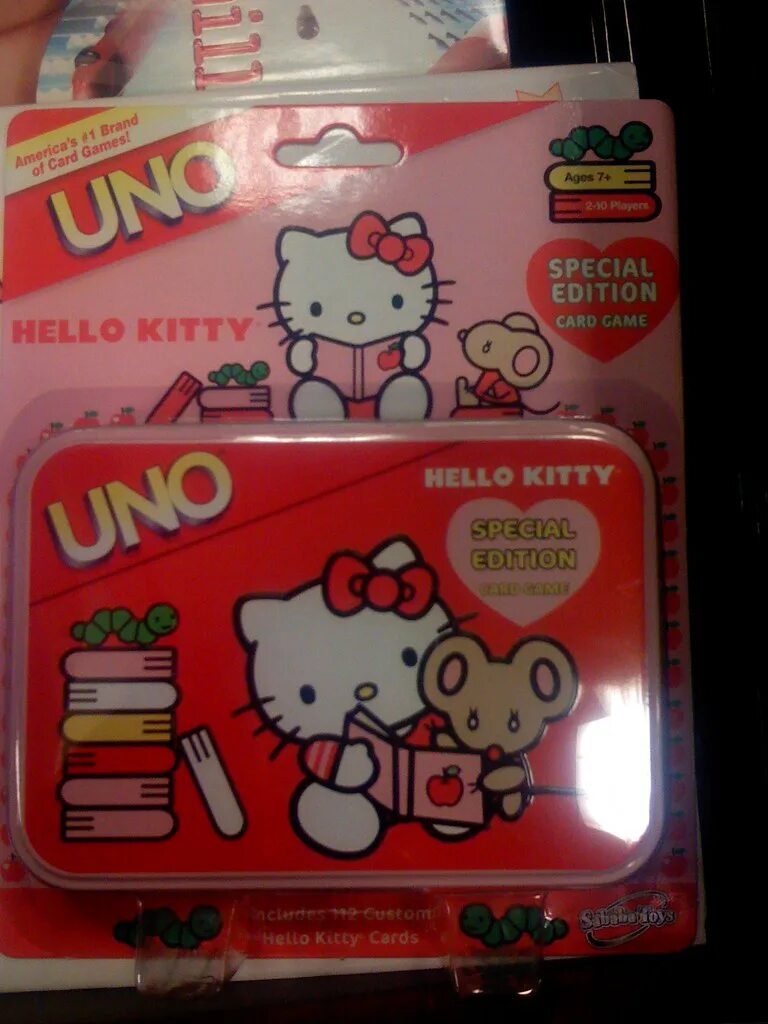 America's #1 Brand
of Card Games!
UNO
Ages 7+
2-10 Players
HELLO KITTY
SPECIAL
EDITION
CARD GAME
UNO
HELLO KITTY
SPECIAL
EDITION
CARD GAME
Includes 112 Custom
Hello Kitty Cards
Sababa Toys